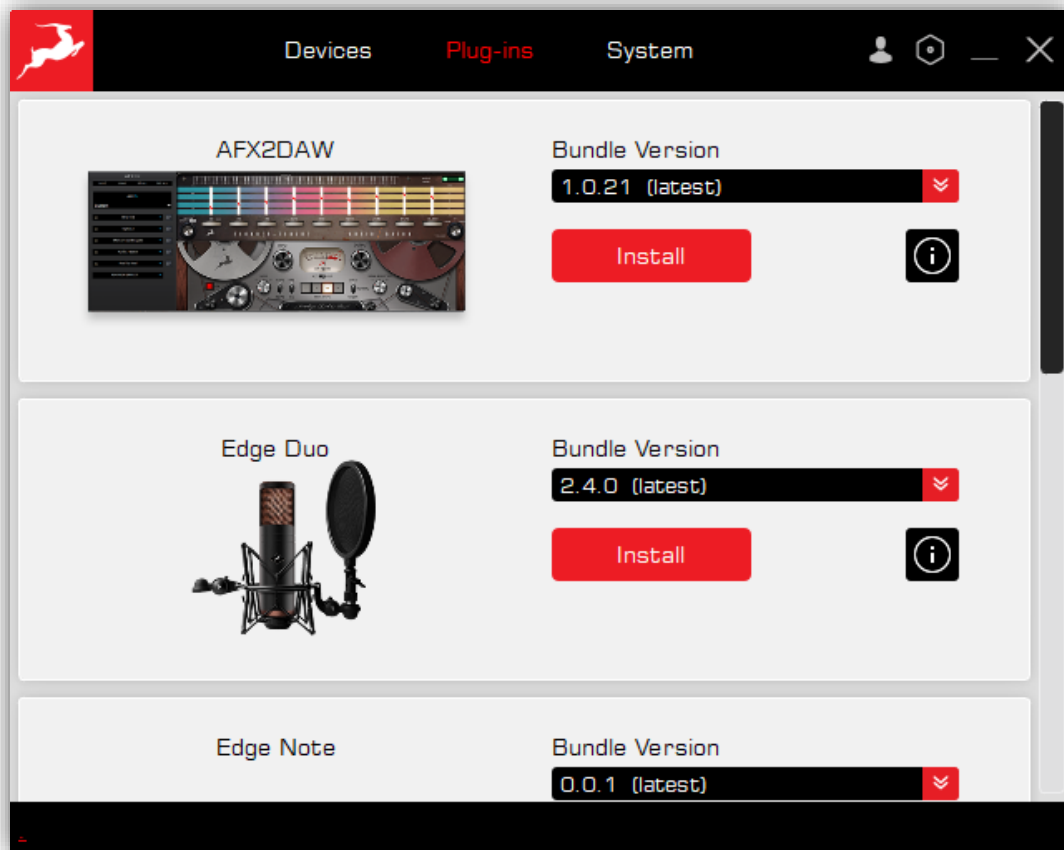 Devices
Plug-ins
System
AFX2DAW
Bundle Version
1.0.21 (latest)
Install
Edge Duo
Bundle Version
2.4.0 (latest)
Install
Edge Note
Bundle Version
0.0.1 (latest)